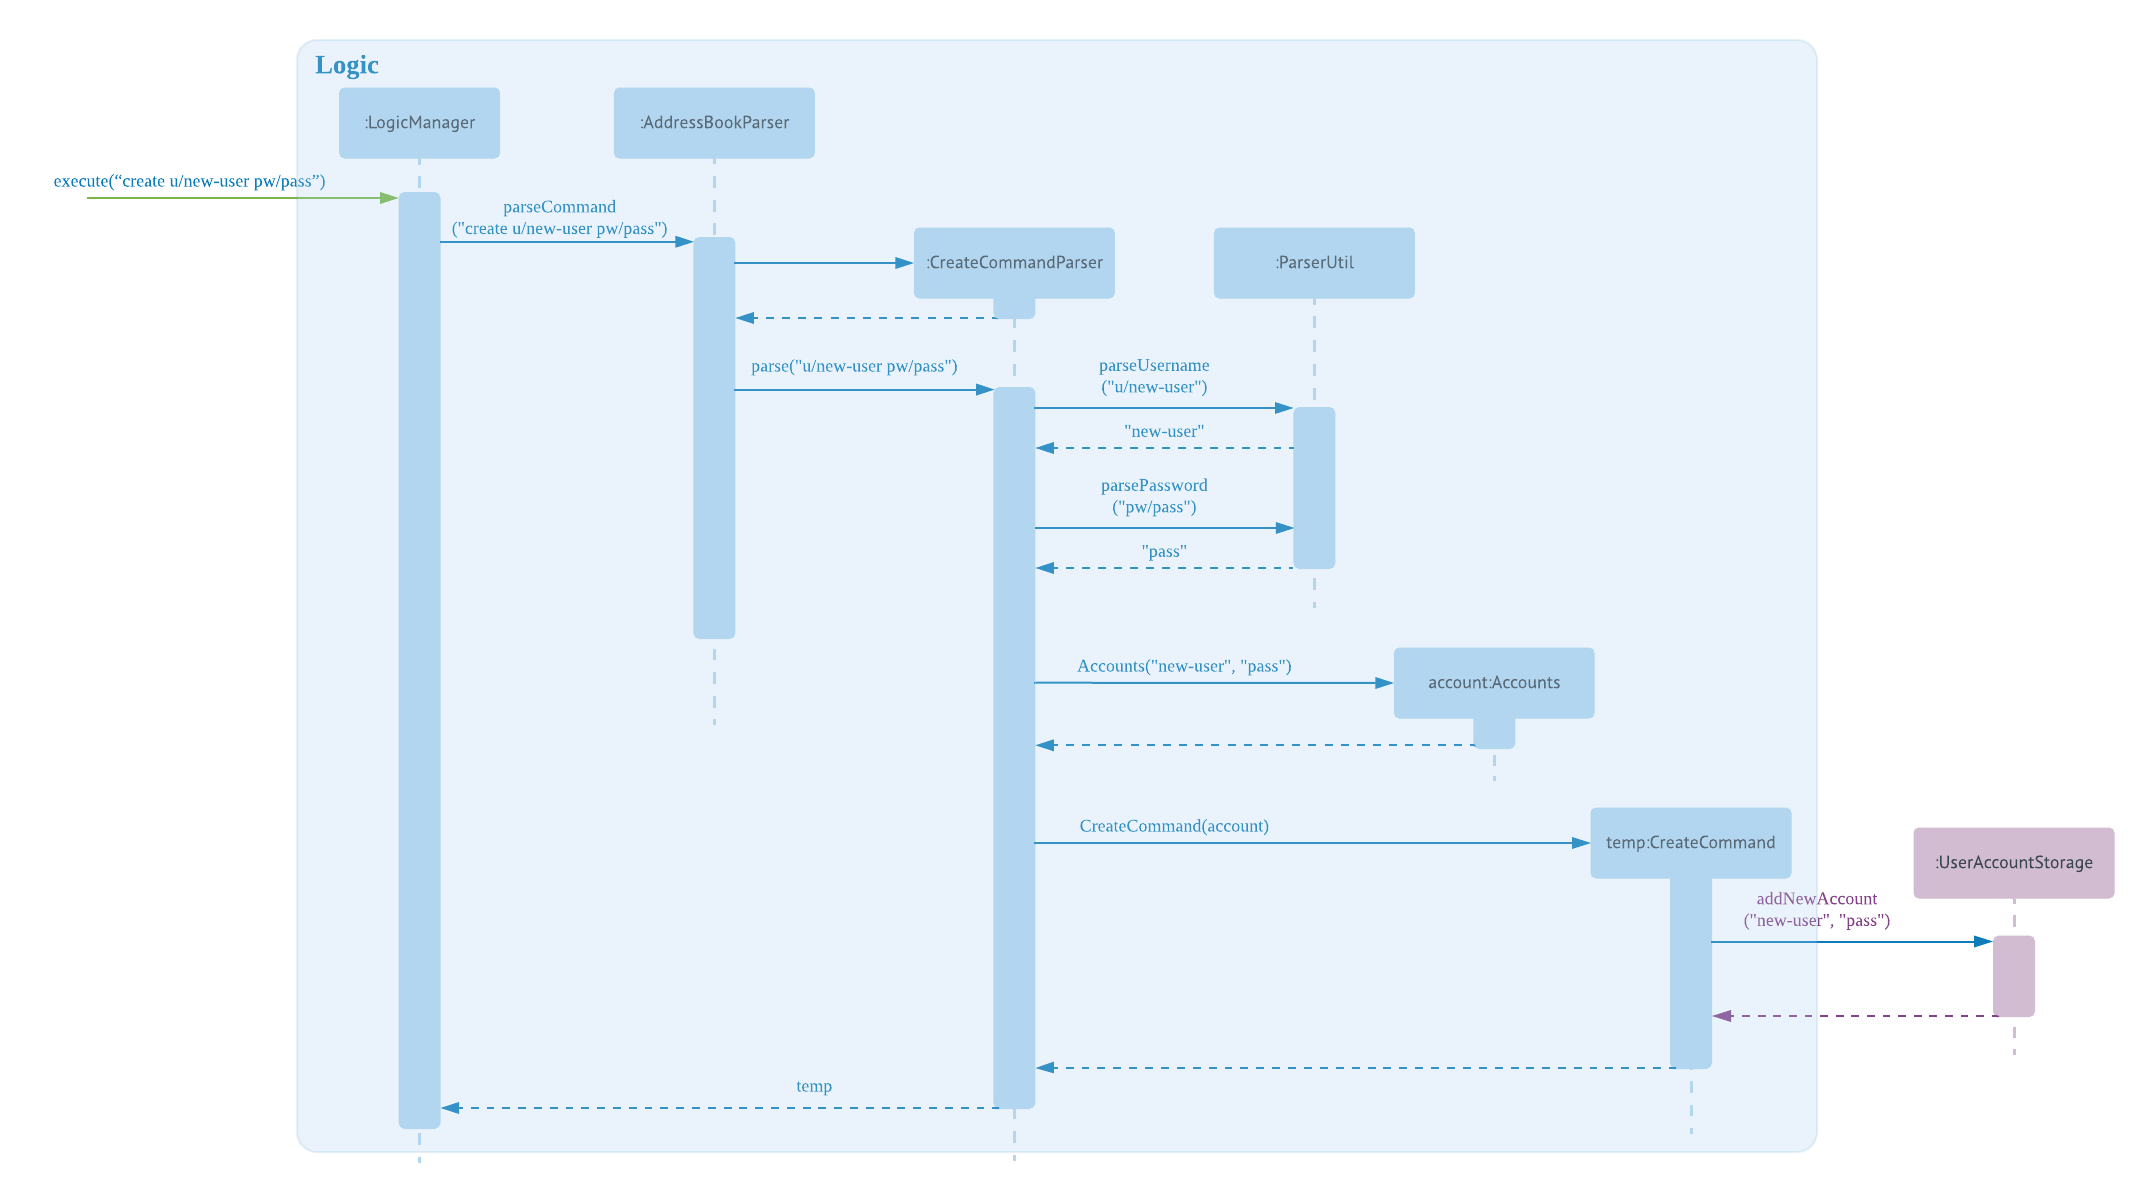 Logic
:LogicManager
:AddressBookParser
execute(“create u/new-user pw/pass”)
parseCommand
("create u/new-user pw/pass")
:CreateCommandParser
:ParserUtil
parse("u/new-user pw/pass")
parseUsername
("u/new-user")
"new-user"
parsePassword
("pw/pass")
"pass"
Accounts("new-user", "pass")
account:Accounts
CreateCommand(account)
temp:CreateCommand
:UserAccountStorage
addNewAccount
("new-user", "pass")
temp